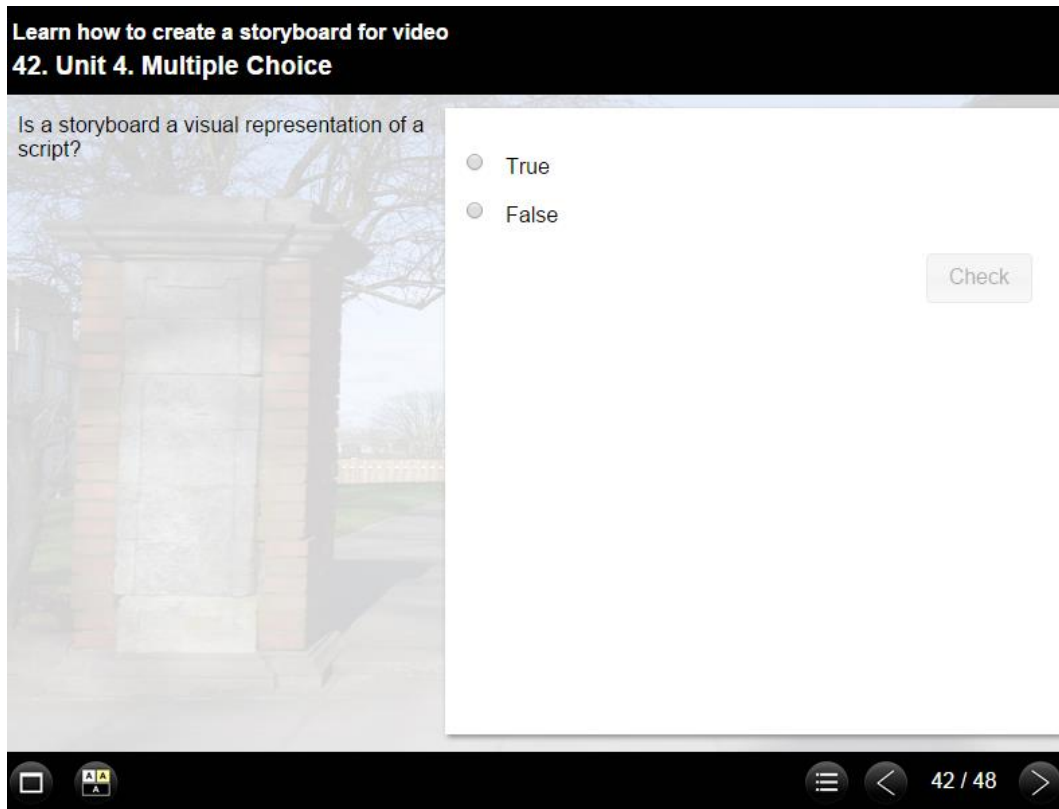 Learn how to create a storyboard for video
42. Unit 4. Multiple Choice
Is a storyboard a visual representation of a
script?
True
False
Check
A A
A
42 / 48